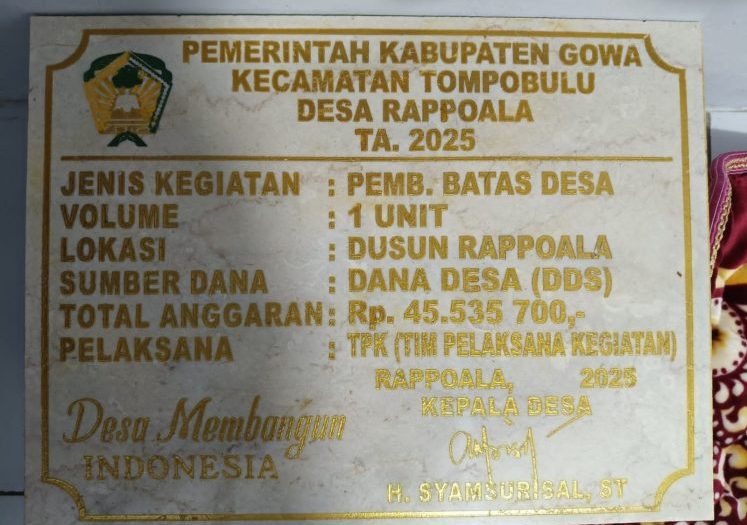 PEMERINTAH KABUPATEN GOWA
KECAMATAN TOMPOBULU
DESA RAPPOALA
TA. 2025
JENIS KEGIATAN : PEMB. BATAS DESA
VOLUME : 1 UNIT
LOKASI : DUSUN RAPPOALA
SUMBER DANA : DANA DESA (DDS)
TOTAL ANGGARAN : Rp. 45.535 700,-
PELAKSANA : TPK (TIM PELAKSANA KEGIATAN)
RAPPOALA, 2025
KEPALA DESA
Desa Membangun
INDONESIA
H. SYAMSURISAL, ST